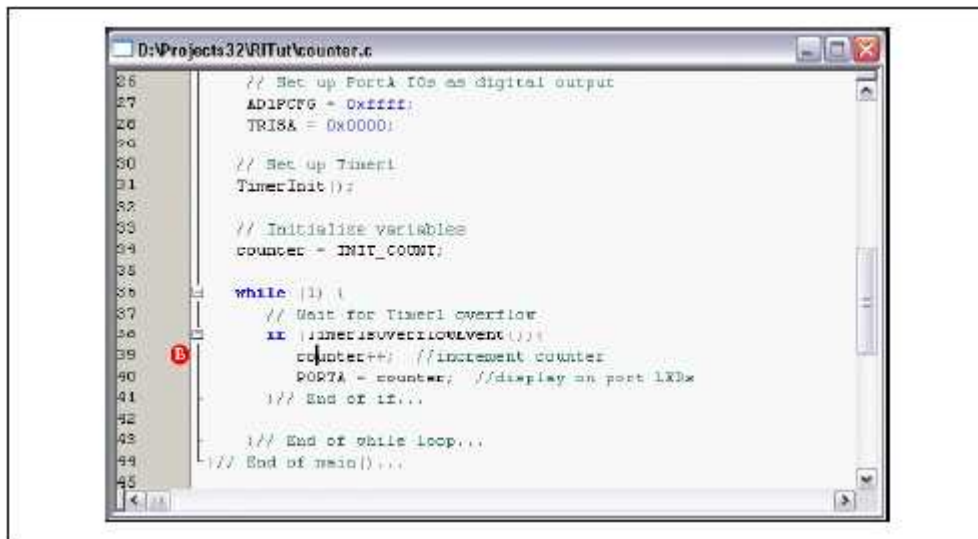 D:\Projects32\RITut\counter.c
26 // Set up PortA IOs as digital output
27 AD1PCFG = 0xffff;
28 TRISA = 0x0000;
29
30 // Set up Timer1
31 TimerInit();
32
33 // Initialize variables
34 counter = INIT_COUNT;
35
36 while (1) {
37 // Wait for Timer1 overflow
38 if (Timer1IsOverflowEvent()){
39 B counter++; //increment counter
40 PORTA = counter; //display on port LEDs
41 }// End of if...
42
43 }// End of while loop...
44 }// End of main()...
45